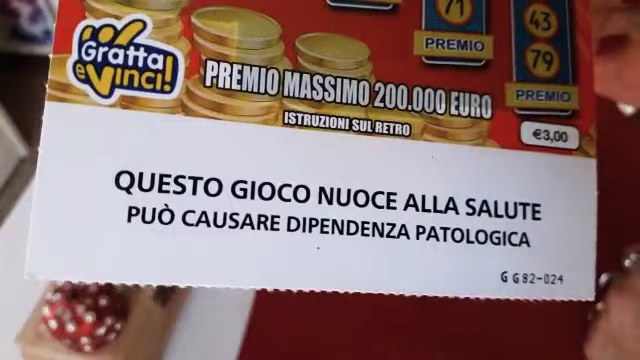 71
43
PREMIO
79
PREMIO
Gratta
e Vinci!
PREMIO MASSIMO 200.000 EURO
ISTRUZIONI SUL RETRO
€3,00
QUESTO GIOCO NUOCE ALLA SALUTE
PUÒ CAUSARE DIPENDENZA PATOLOGICA
G G82-024